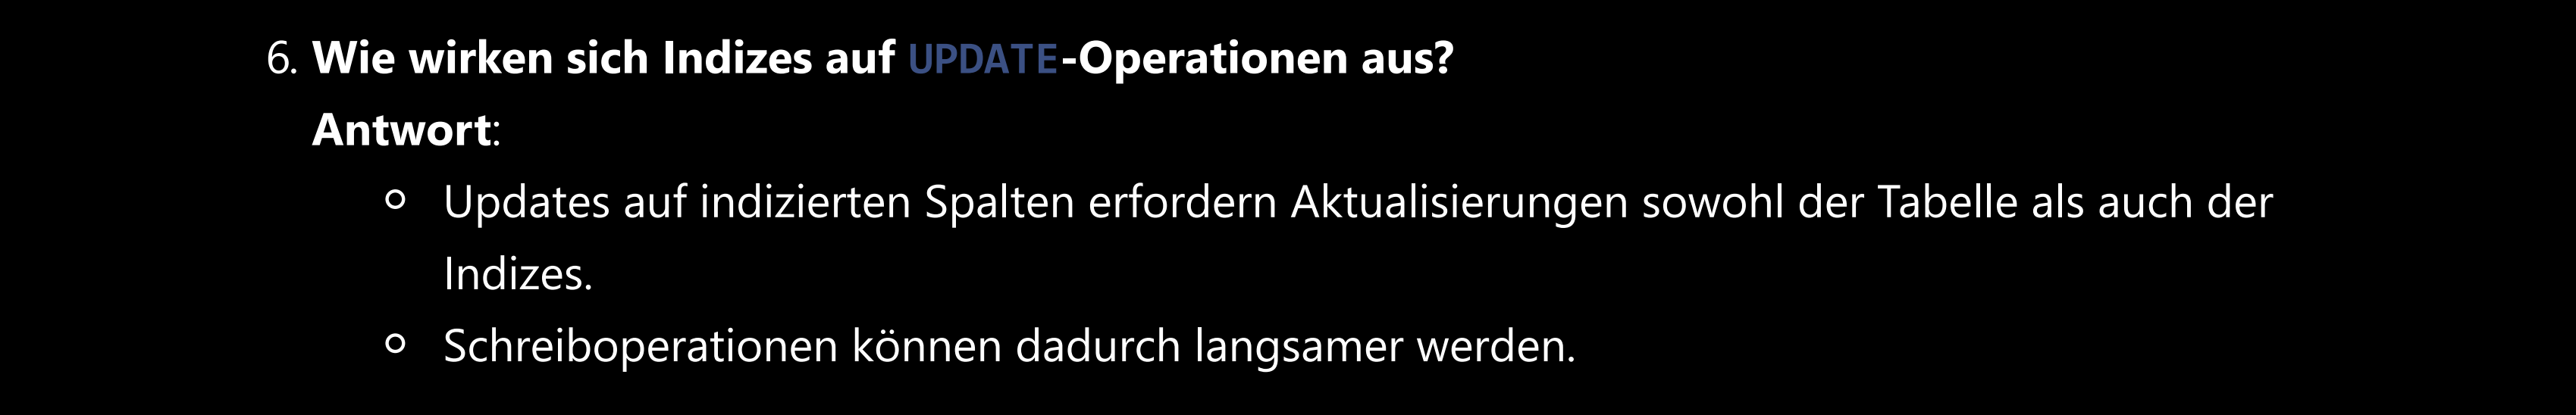 6. Wie wirken sich Indizes auf UPDATE-Operationen aus?
Antwort:
○ Updates auf indizierten Spalten erfordern Aktualisierungen sowohl der Tabelle als auch der
Indizes.
○ Schreiboperationen können dadurch langsamer werden.